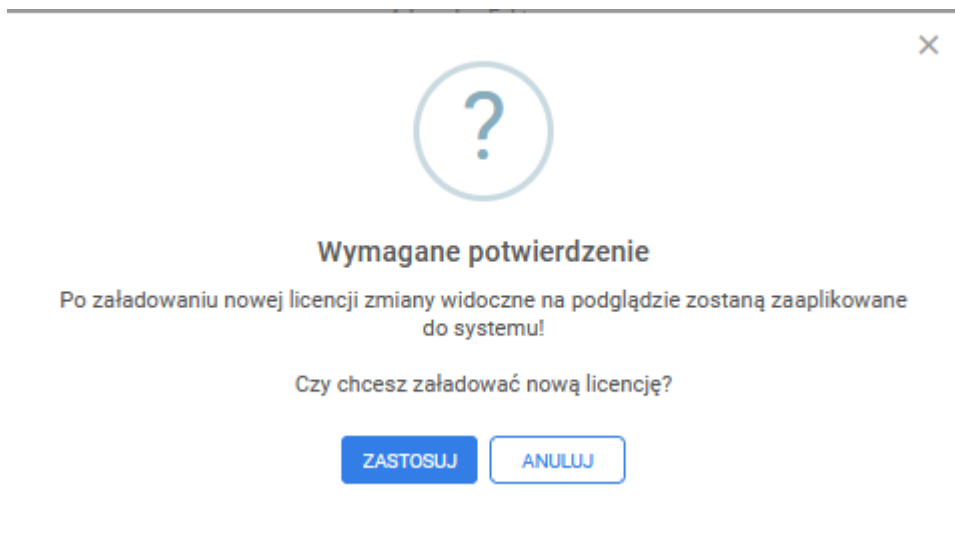 ?
Wymagane potwierdzenie
Po załadowaniu nowej licencji zmiany widoczne na podglądzie zostaną zaaplikowane
do systemu!
Czy chcesz załadować nową licencję?
ZASTOSUJ ANULUJ